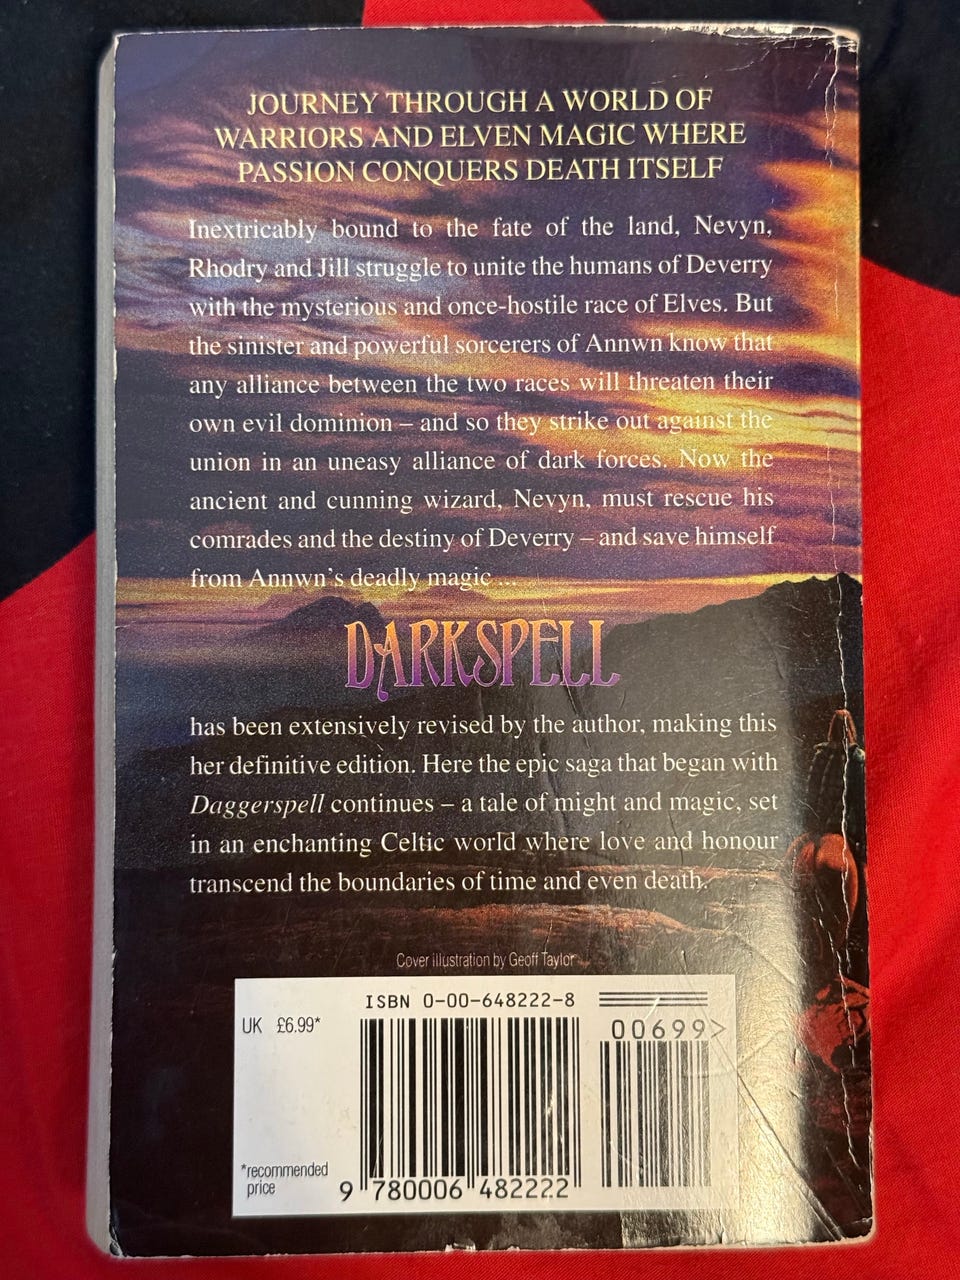 JOURNEY THROUGH A WORLD OF
WARRIORS AND ELVEN MAGIC WHERE
PASSION CONQUERS DEATH ITSELF
Inextricably bound to the fate of the land, Nevyn,
Rhodry and Jill struggle to unite the humans of Deverry
with the mysterious and once-hostile race of Elves. But
the sinister and powerful sorcerers of Annwn know that
any alliance between the two races will threaten their
own evil dominion – and so they strike out against the
union in an uneasy alliance of dark forces. Now the
ancient and cunning wizard, Nevyn, must rescue his
comrades and the destiny of Deverry – and save himself
from Annwn's deadly magic ...
DARKSPELL
has been extensively revised by the author, making this
her definitive edition. Here the epic saga that began with
Daggerspell continues – a tale of might and magic, set
in an enchanting Celtic world where love and honour
transcend the boundaries of time and even death.
Cover illustration by Geoff Taylor
ISBN 0-00-648222-8
UK £6.99*
00699>
*recommended
price
9 780006 482222